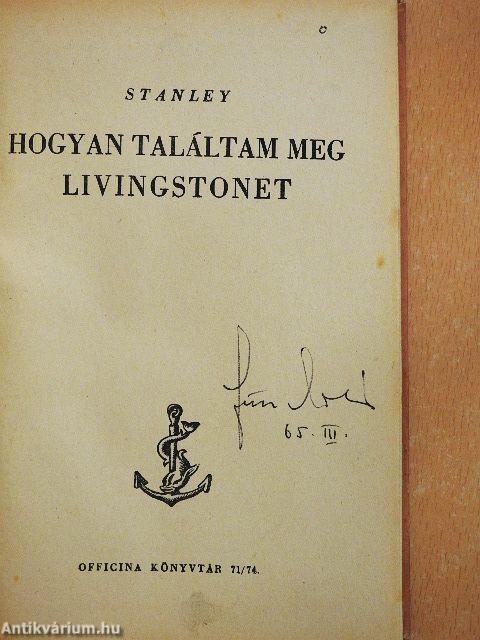 STANLEY
HOGYAN TALÁLTAM MEG
LIVINGSTONET
65. III.
OFFICINA KÖNYVTÁR 71/74.
Antikvárium.hu